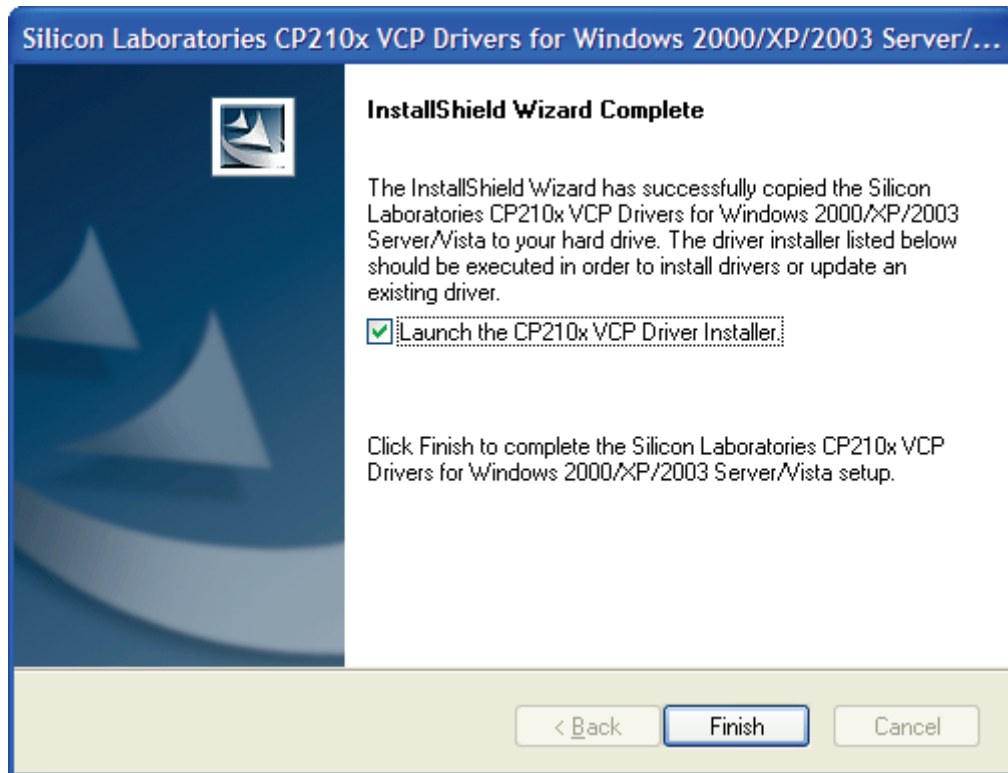 Silicon Laboratories CP210x VCP Drivers for Windows 2000/XP/2003 Server/...
InstallShield Wizard Complete
The InstallShield Wizard has successfully copied the Silicon
Laboratories CP210x VCP Drivers for Windows 2000/XP/2003
Server/Vista to your hard drive. The driver installer listed below
should be executed in order to install drivers or update an
existing driver.
Launch the CP210x VCP Driver Installer.
Click Finish to complete the Silicon Laboratories CP210x VCP
Drivers for Windows 2000/XP/2003 Server/Vista setup.
< Back Finish Cancel